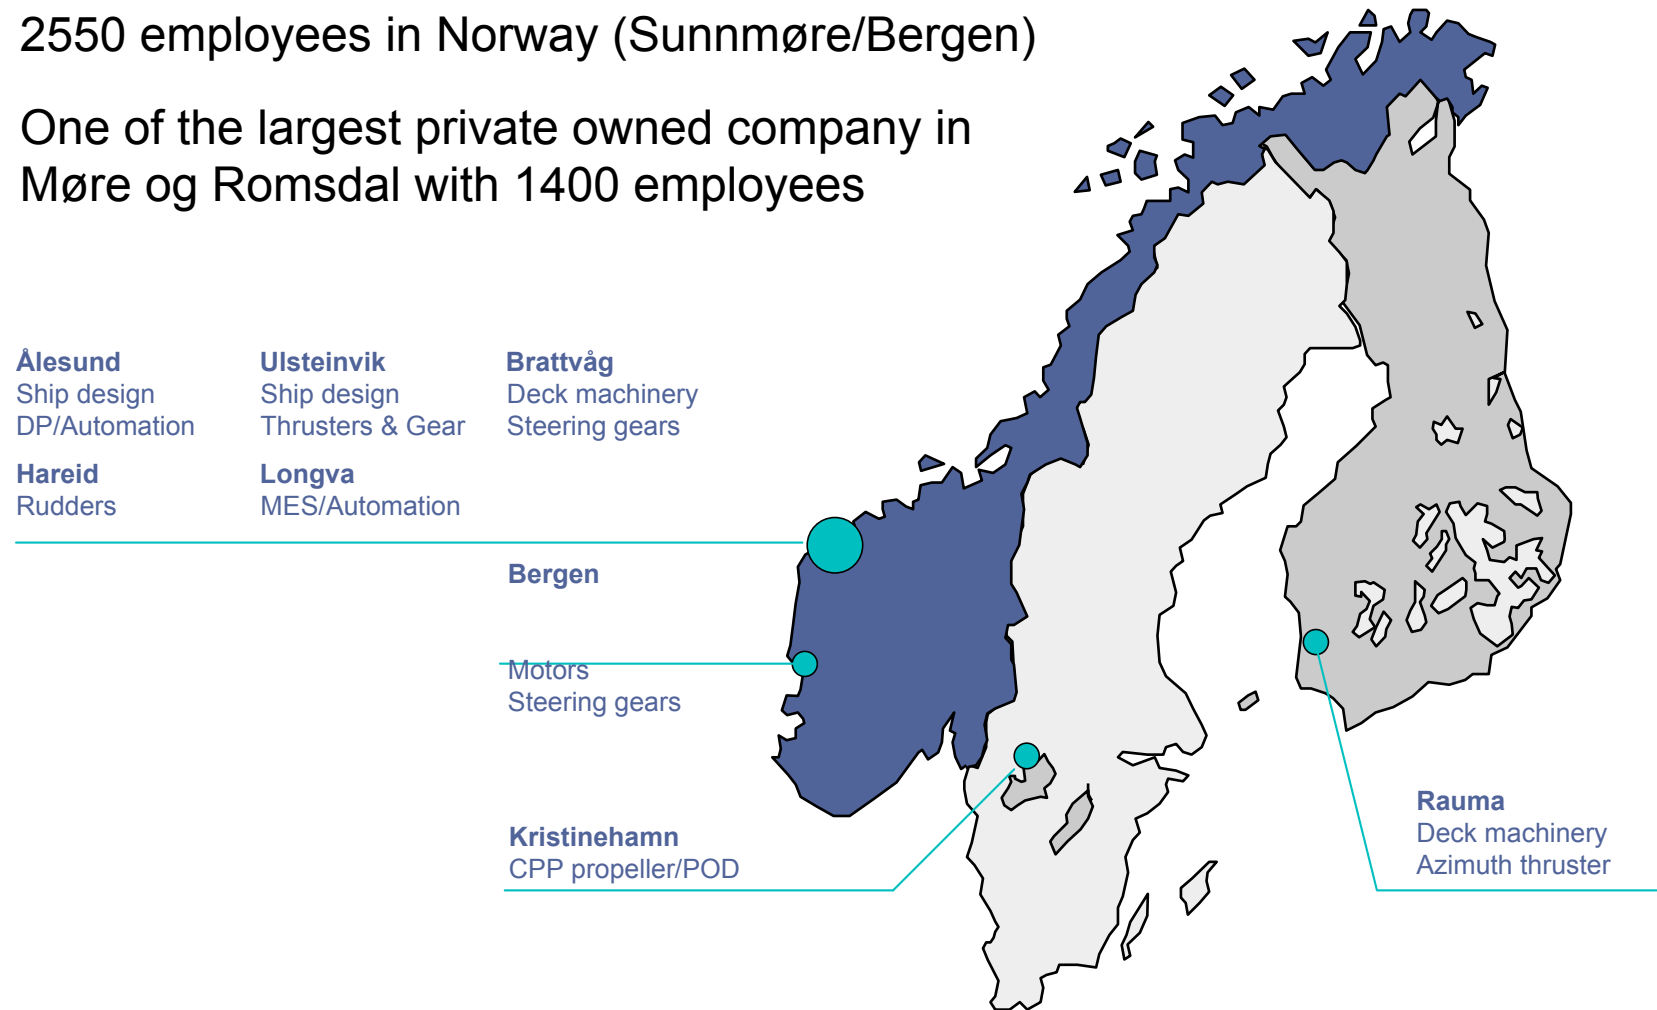 2550 employees in Norway (Sunnmøre/Bergen)
One of the largest private owned company in
Møre og Romsdal with 1400 employees
Ålesund
Ship design
DP/Automation
Ulsteinvik
Ship design
Thrusters & Gear
Brattvåg
Deck machinery
Steering gears
Hareid
Rudders
Longva
MES/Automation
Bergen
Motors
Steering gears
Kristinehamn
CPP propeller/POD
Rauma
Deck machinery
Azimuth thruster